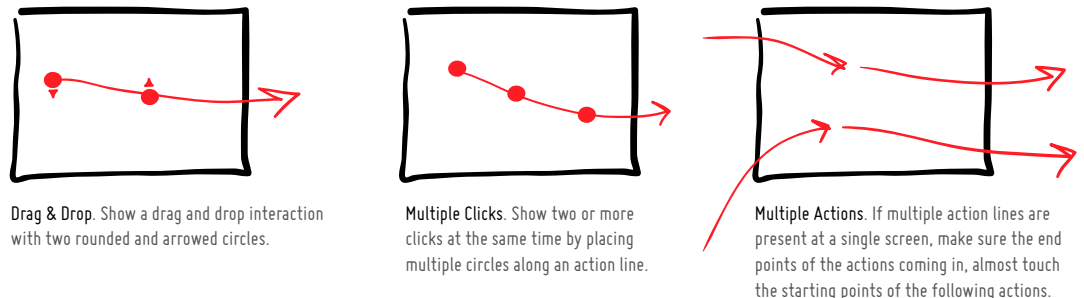 Drag & Drop. Show a drag and drop interaction
with two rounded and arrowed circles.
Multiple Clicks. Show two or more
clicks at the same time by placing
multiple circles along an action line.
Multiple Actions. If multiple action lines are
present at a single screen, make sure the end
points of the actions coming in, almost touch
the starting points of the following actions.